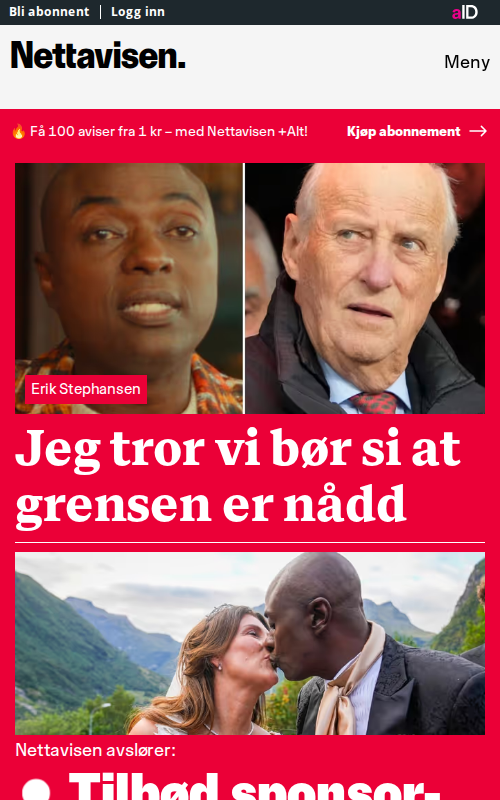 Bli abonnent | Logg inn
aID
Nettavisen.
Meny
🔥 Få 100 aviser fra 1 kr – med Nettavisen +Alt!
Kjøp abonnement →
Erik Stephansen
Jeg tror vi bør si at
grensen er nådd
Nettavisen avslører:
Tilbød sponsor-